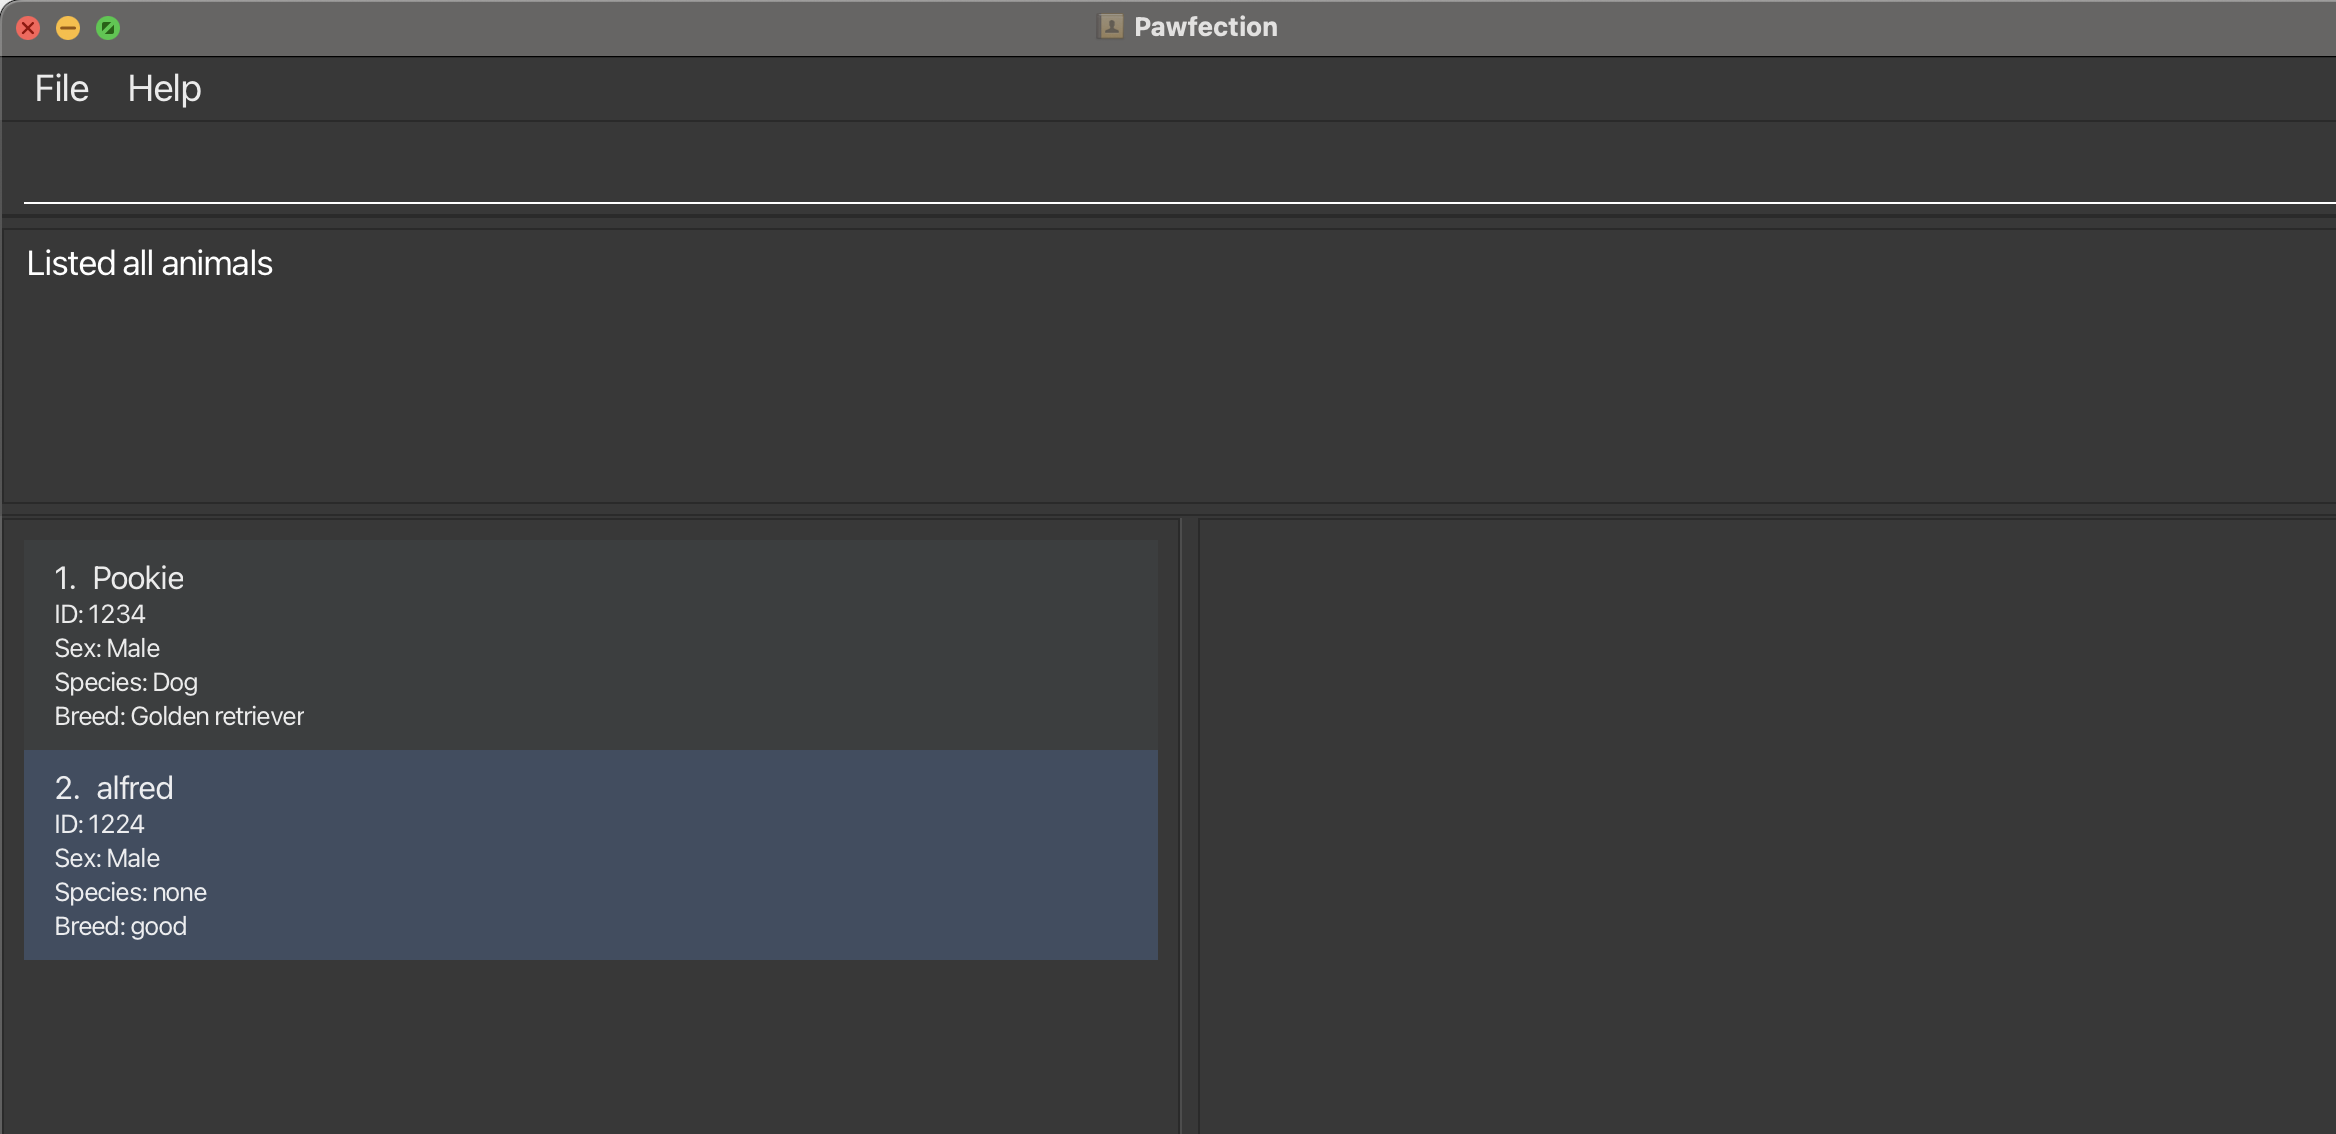 Pawfection
File Help
Listed all animals
1. Pookie
ID: 1234
Sex: Male
Species: Dog
Breed: Golden retriever
2. alfred
ID: 1224
Sex: Male
Species: none
Breed: good